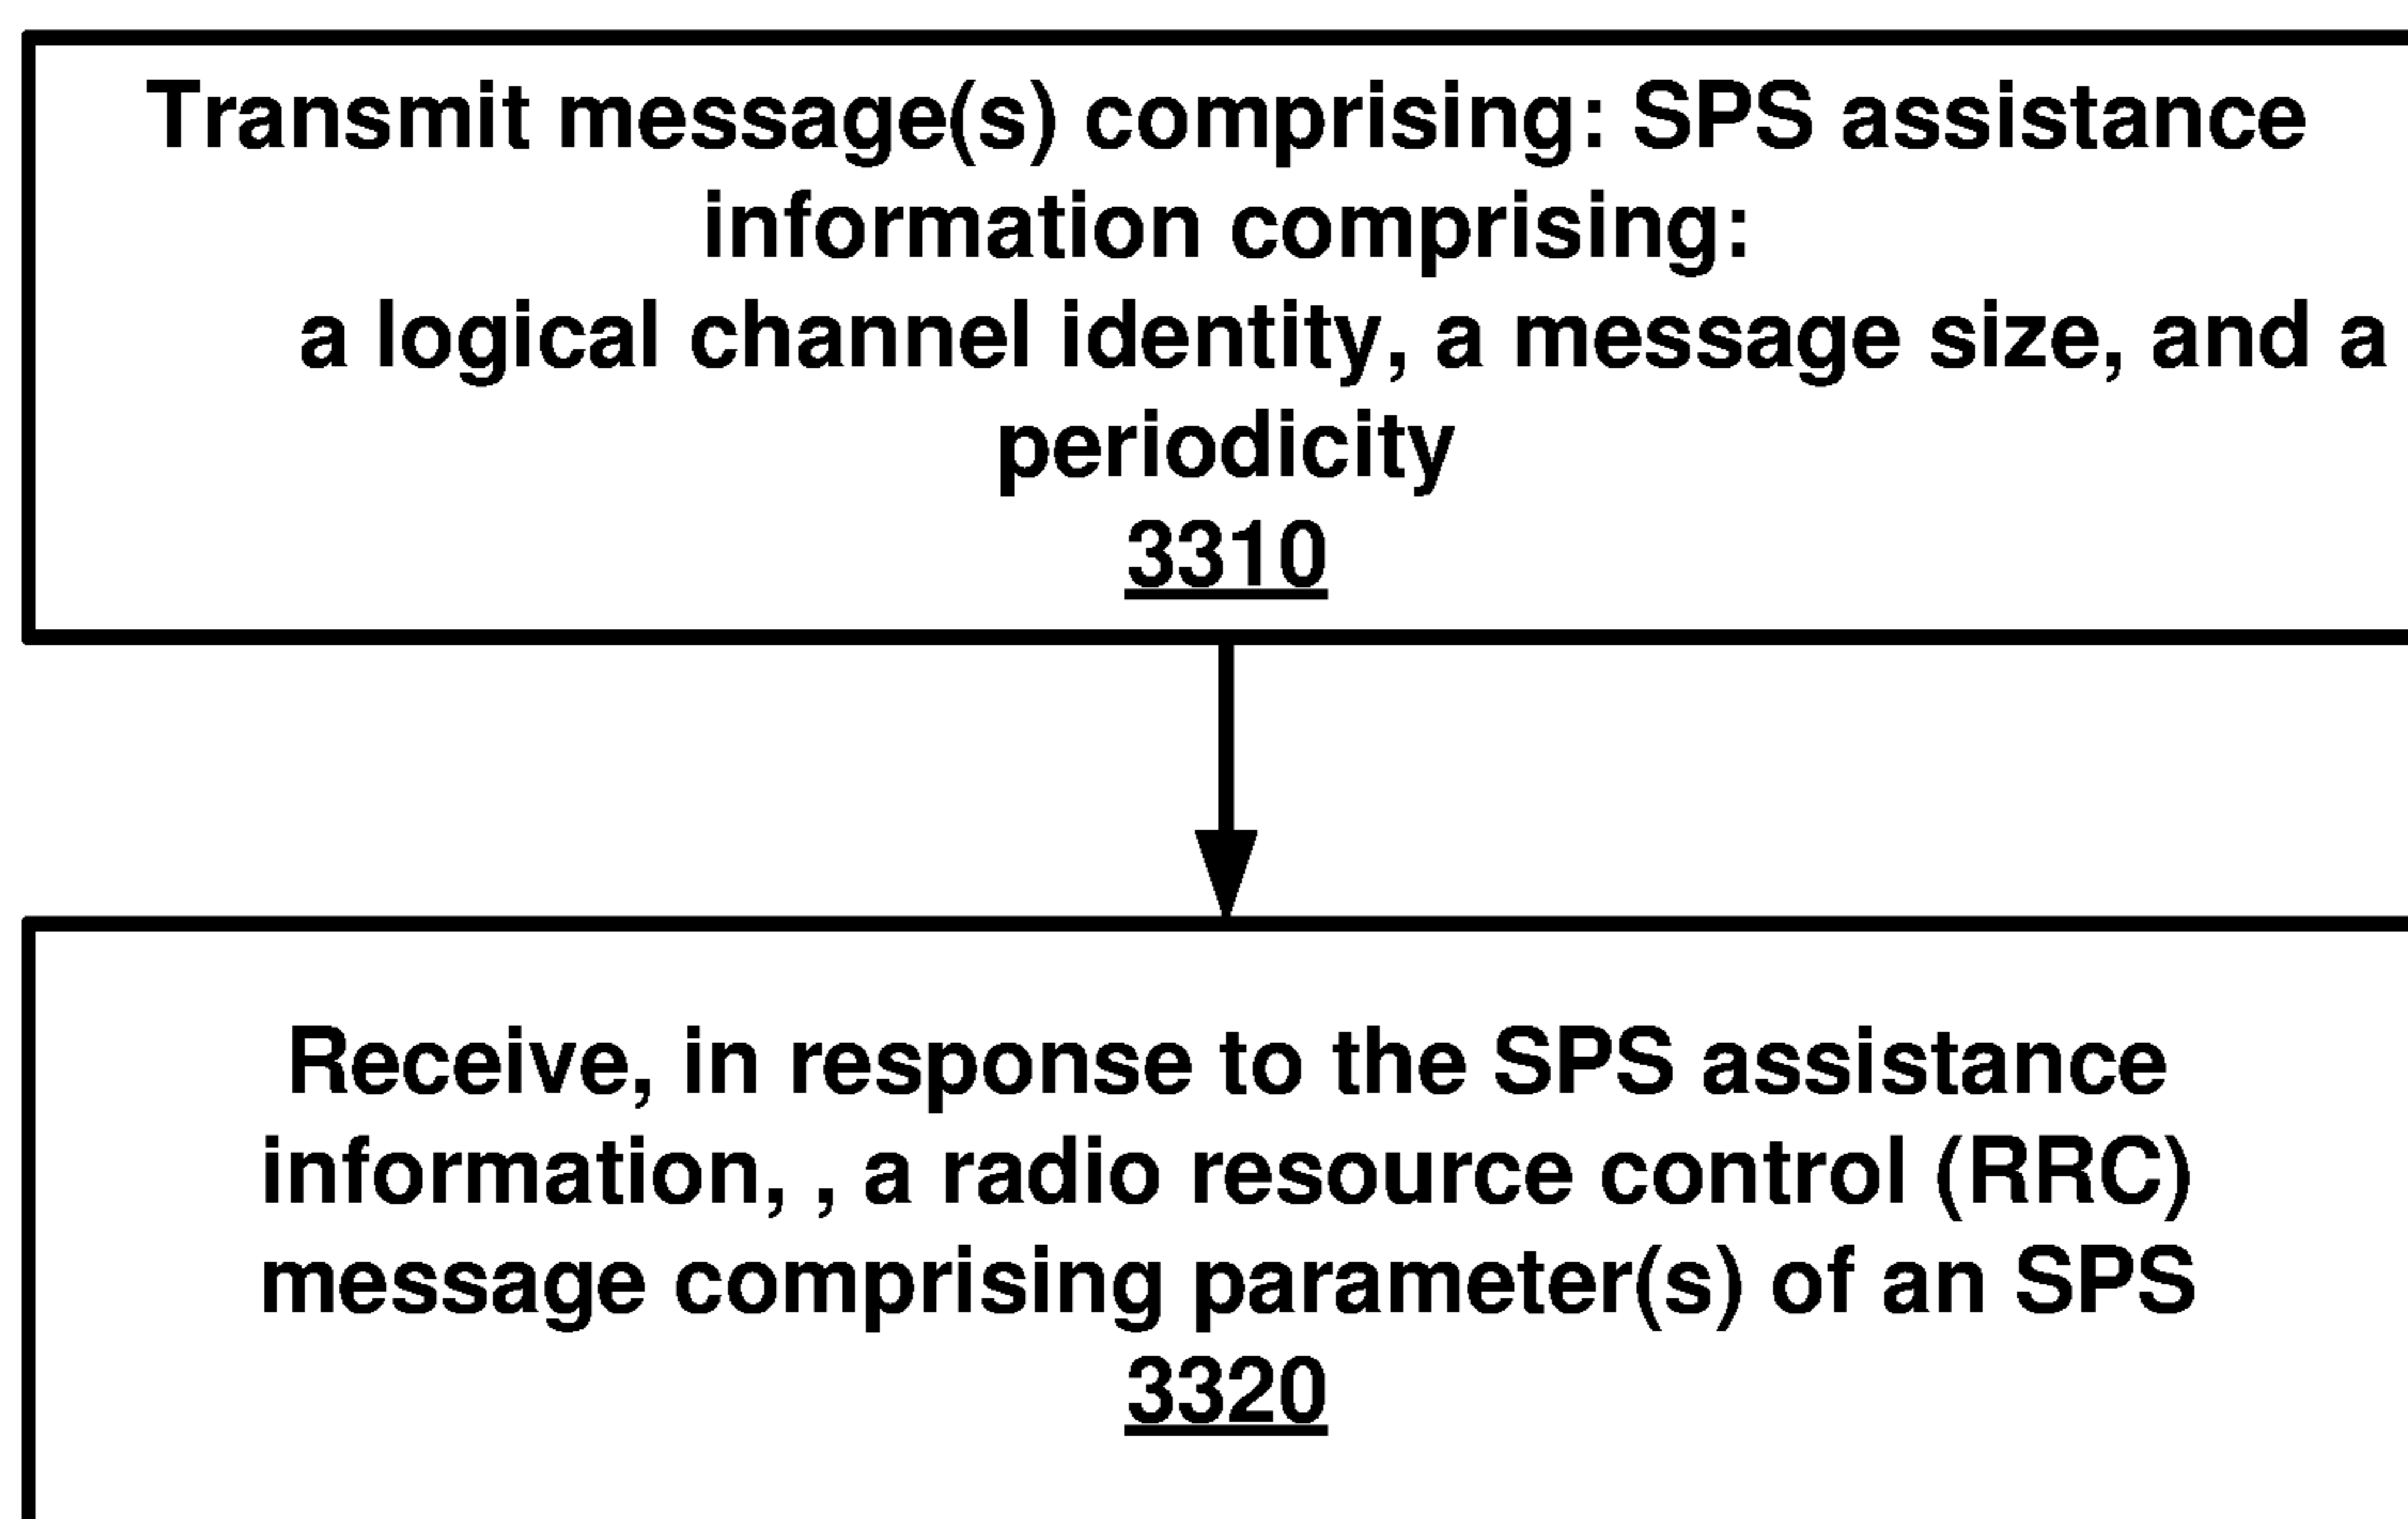 Transmit message(s) comprising: SPS assistance
information comprising:
a logical channel identity, a message size, and a
periodicity
3310
Receive, in response to the SPS assistance
information, , a radio resource control (RRC)
message comprising parameter(s) of an SPS
3320